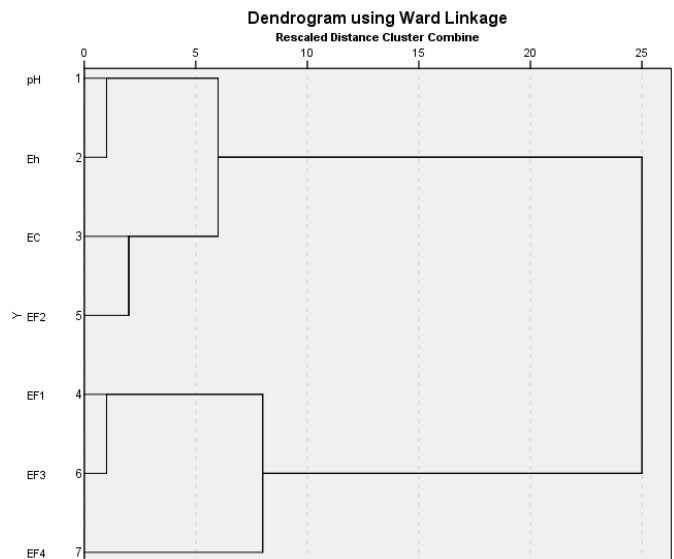 Dendrogram using Ward Linkage
Rescaled Distance Cluster Combine
0 5 10 15 20 25
pH 1
Eh 2
EC 3
EF2 5
Y
EF1 4
EF3 6
EF4 7